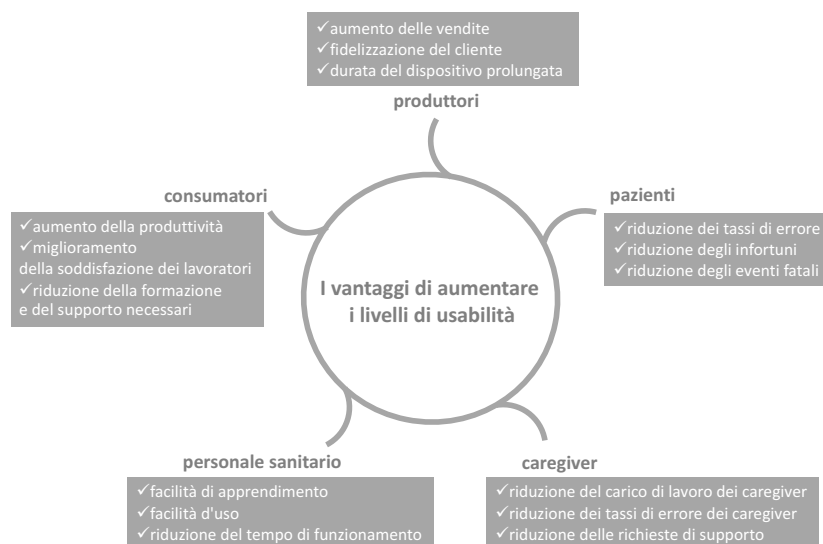 ✓aumento delle vendite
✓fidelizzazione del cliente
✓durata del dispositivo prolungata
produttori
consumatori
✓aumento della produttività
✓miglioramento
della soddisfazione dei lavoratori
✓riduzione della formazione
e del supporto necessari
pazienti
✓riduzione dei tassi di errore
✓riduzione degli infortuni
✓riduzione degli eventi fatali
I vantaggi di aumentare
i livelli di usabilità
personale sanitario
✓facilità di apprendimento
✓facilità d'uso
✓riduzione del tempo di funzionamento
caregiver
✓riduzione del carico di lavoro dei caregiver
✓riduzione dei tassi di errore dei caregiver
✓riduzione delle richieste di supporto